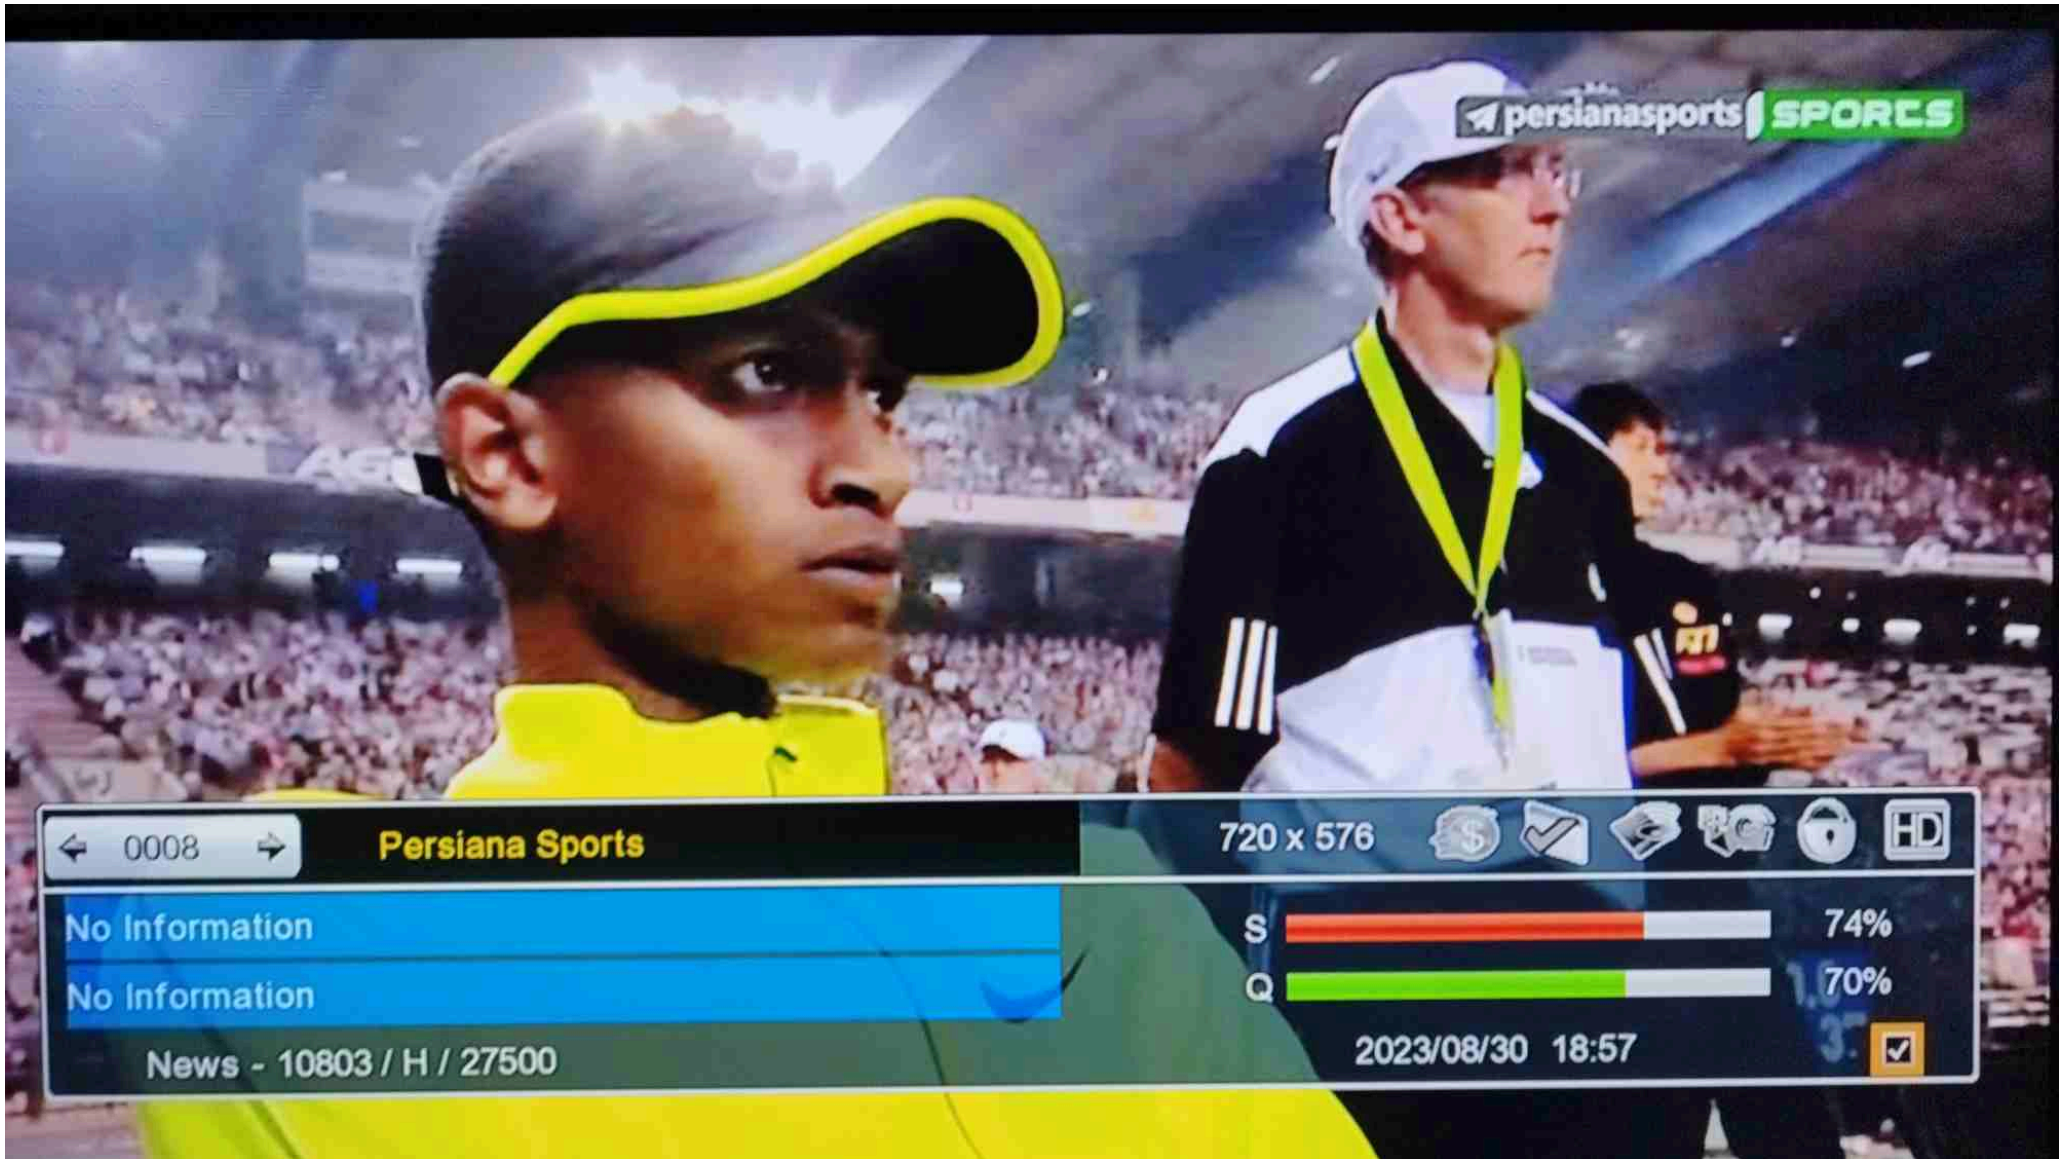 persianasports SPORTS
AG
0008 Persiana Sports 720 x 576 HD
No Information
S 74%
No Information
Q 70%
News - 10803 / H / 27500
2023/08/30 18:57